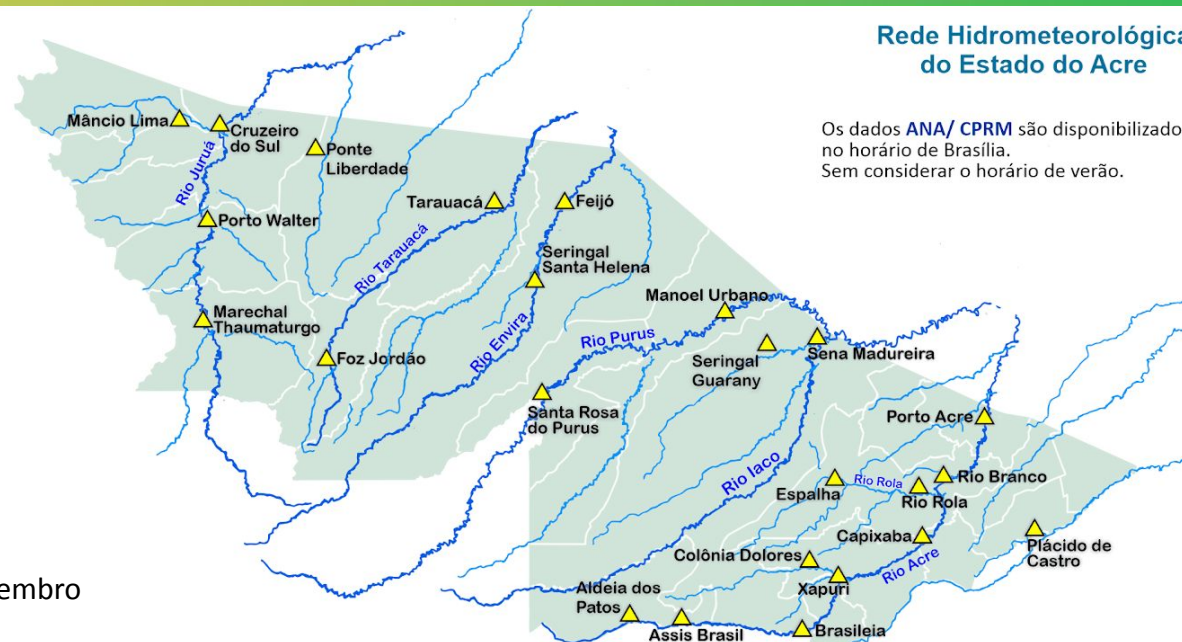 Rede Hidrometeorológica
do Estado do Acre
Os dados ANA/ CPRM são disponibilizado
no horário de Brasília.
Sem considerar o horário de verão.
Mâncio Lima
Cruzeiro
do Sul
Ponte
Liberdade
Rio Juruá
Porto Walter
Tarauacá
Feijó
Rio Tarauacá
Seringal
Santa Helena
Marechal
Thaumaturgo
Foz Jordão
Rio Envira
Manoel Urbano
Rio Purus
Seringal
Guarany
Sena Madureira
Santa Rosa
do Purus
Porto Acre
Rio Iaco
Espalha
Rio Rola
Rio Rola
Rio Branco
Capixaba
Plácido de
Castro
Colônia Dolores
Rio Acre
Xapuri
Aldeia dos
Patos
Assis Brasil
Brasileia
embro